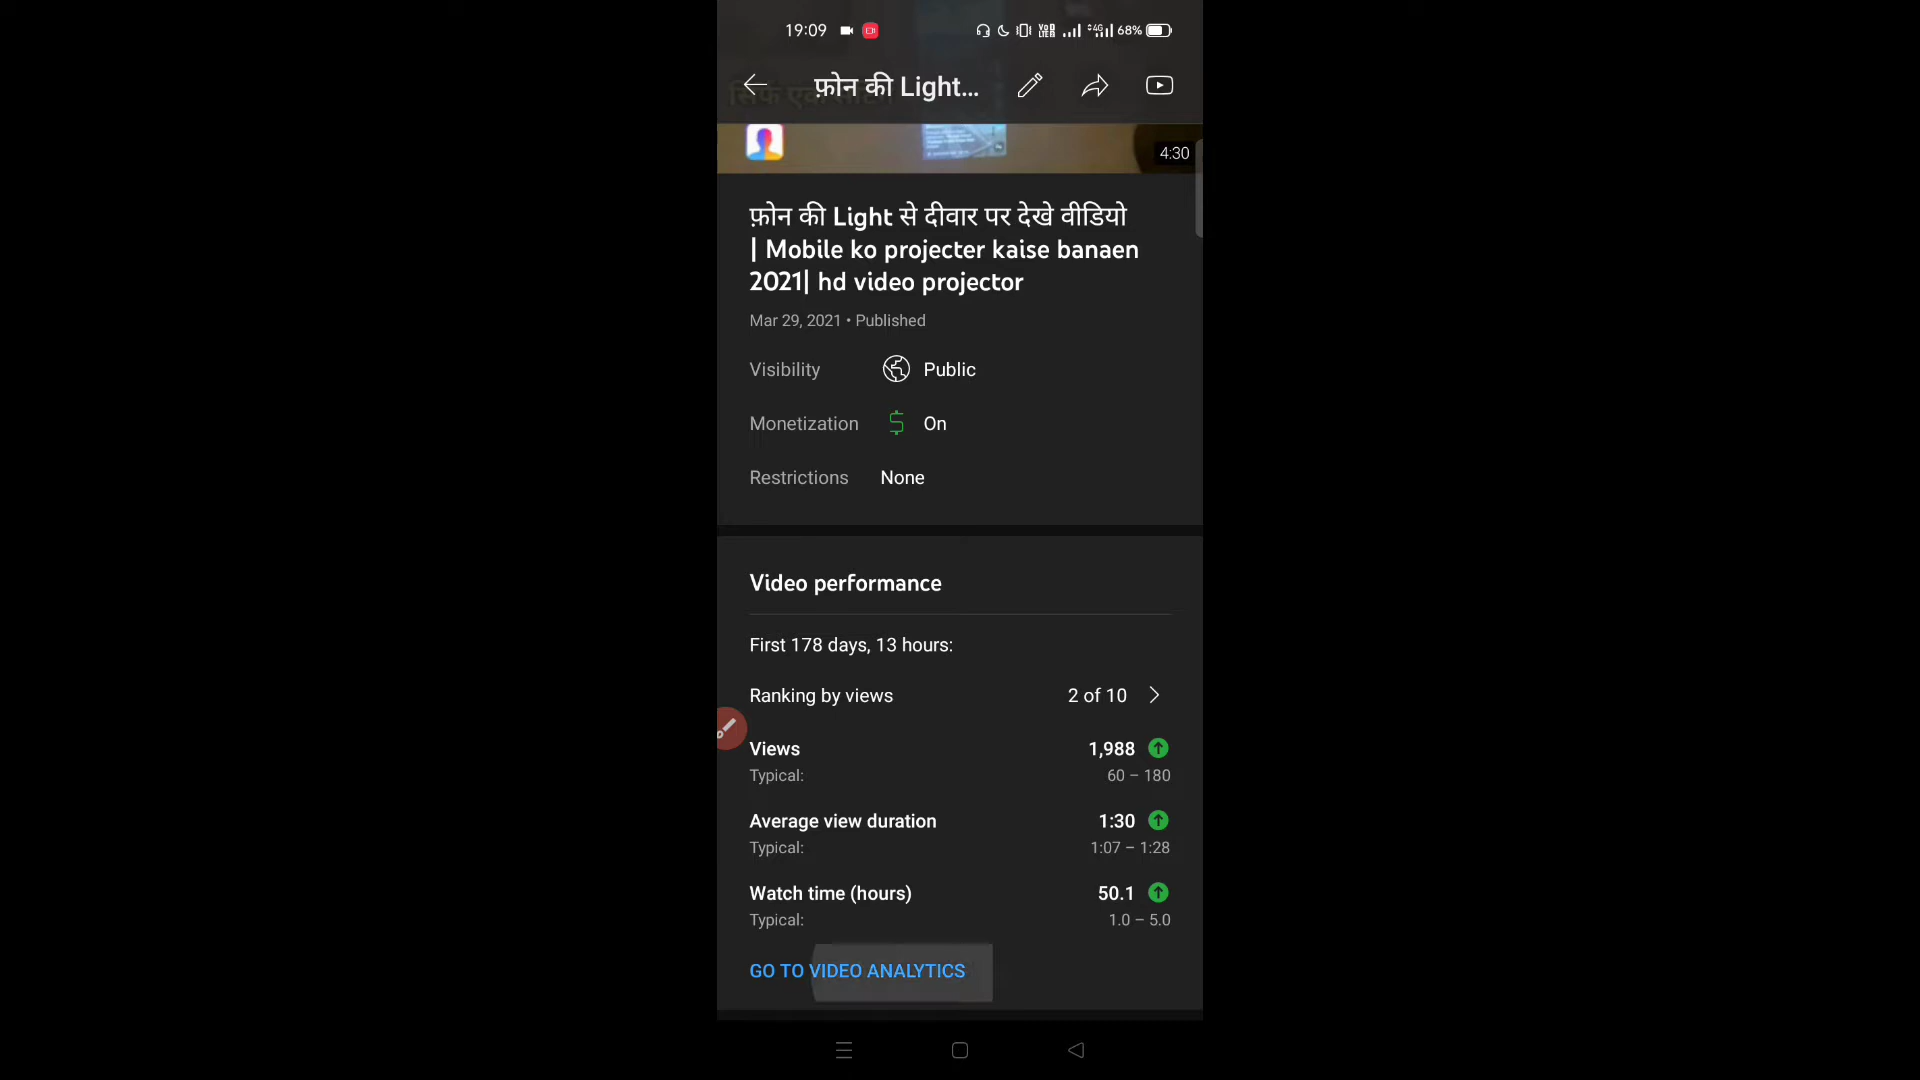 19:09 68%
फ़ोन की Light...
4:30
फ़ोन की Light से दीवार पर देखे वीडियो
| Mobile ko projecter kaise banaen
2021| hd video projector
Mar 29, 2021 • Published
Visibility Public
Monetization On
Restrictions None
Video performance
First 178 days, 13 hours:
Ranking by views 2 of 10
Views 1,988
Typical: 60 – 180
Average view duration 1:30
Typical: 1:07 – 1:28
Watch time (hours) 50.1
Typical: 1.0 – 5.0
GO TO VIDEO ANALYTICS